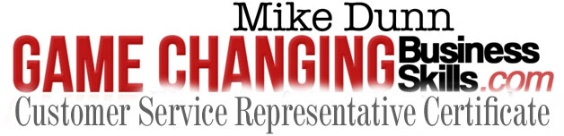 Mike Dunn
GAME CHANGING Business Skills.com
Customer Service Representative Certificate